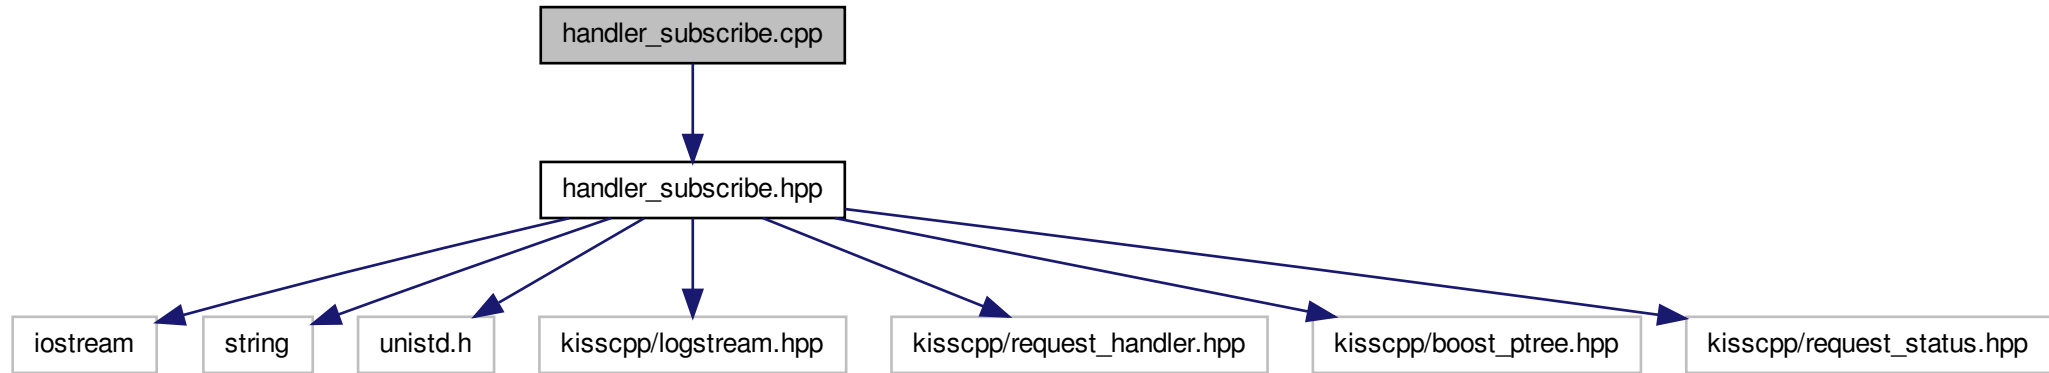 handler_subscribe.cpp
handler_subscribe.hpp
iostream
string
unistd.h
kisscpp/logstream.hpp
kisscpp/request_handler.hpp
kisscpp/boost_ptree.hpp
kisscpp/request_status.hpp